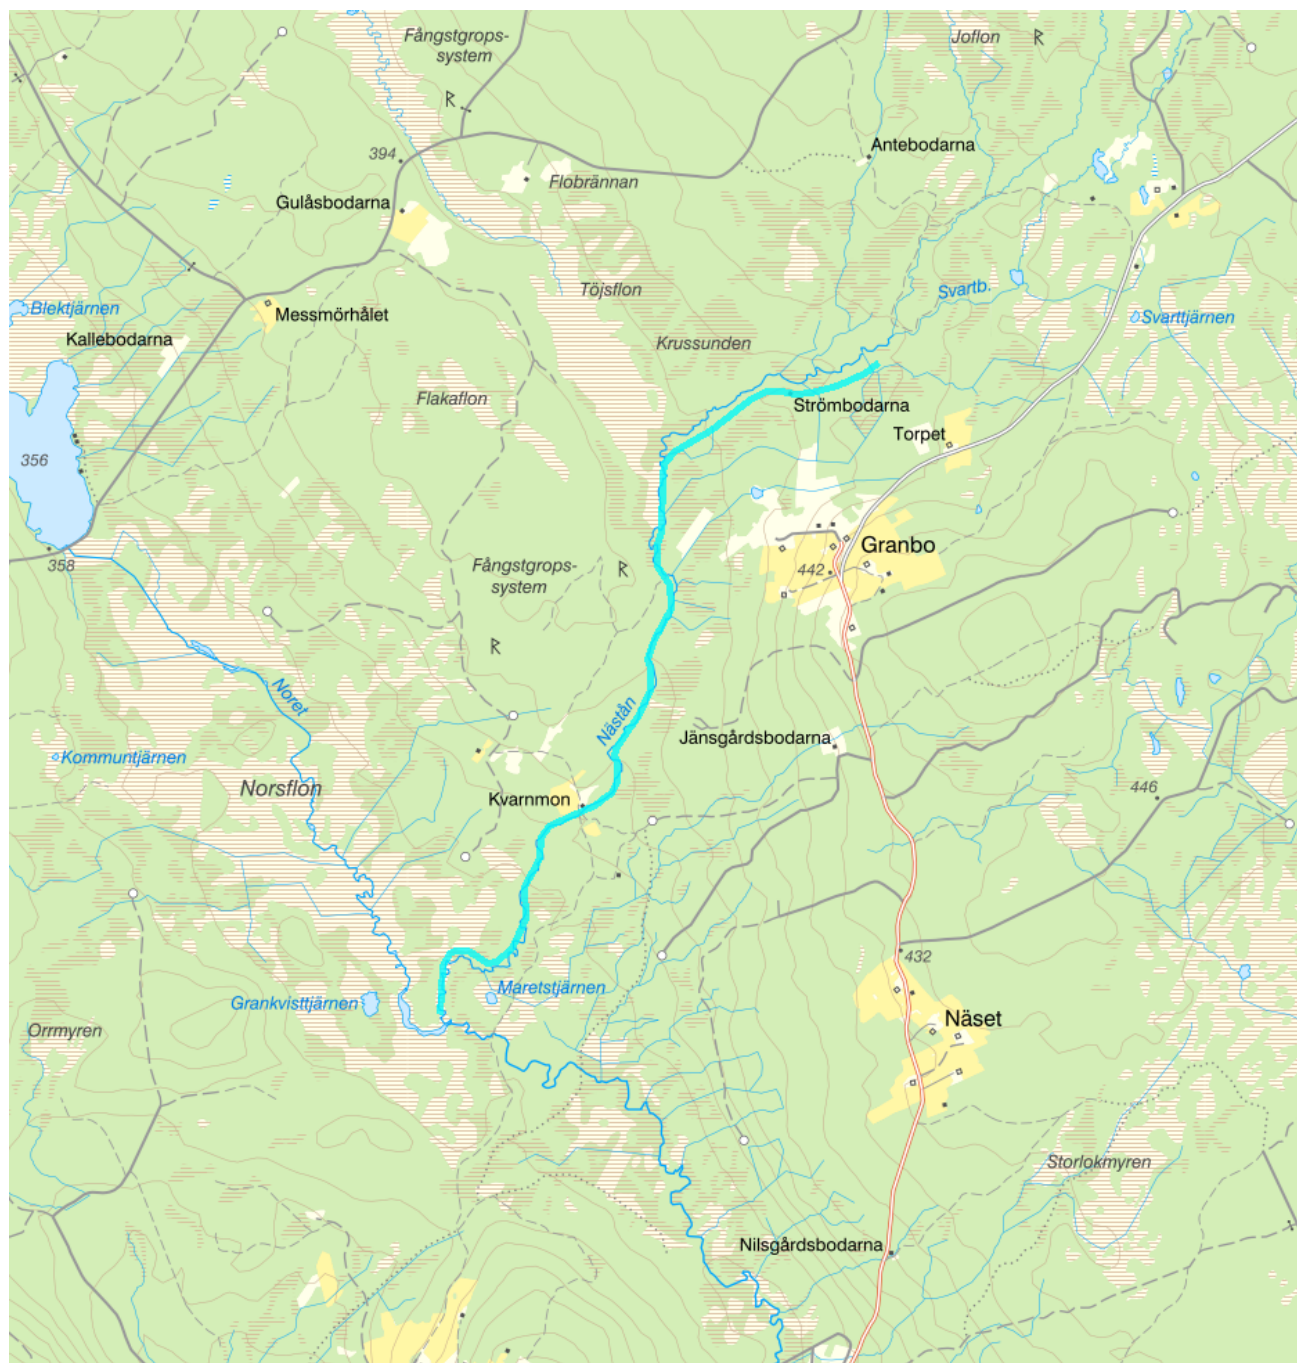 Fångstgrops-
system
Joflon
394
Antebodarna
Flobrännan
Gulåsbodarna
Töjsflon
Svartb.
Blektjärnen
Messmörhålet
Svarttjärnen
Kallebodarna
Krussunden
Flakaflon
Strömbodarna
Torpet
356
Granbo
358
Fångstgrops-
system
442
Noret
Nästån
Jänsgårdsbodarna
Kommuntjärnen
Norsflon
Kvarnmon
446
432
Maretstjärnen
Grankvisttjärnen
Orrmyren
Näset
Storlokmyren
Nilsgårdsbodarna